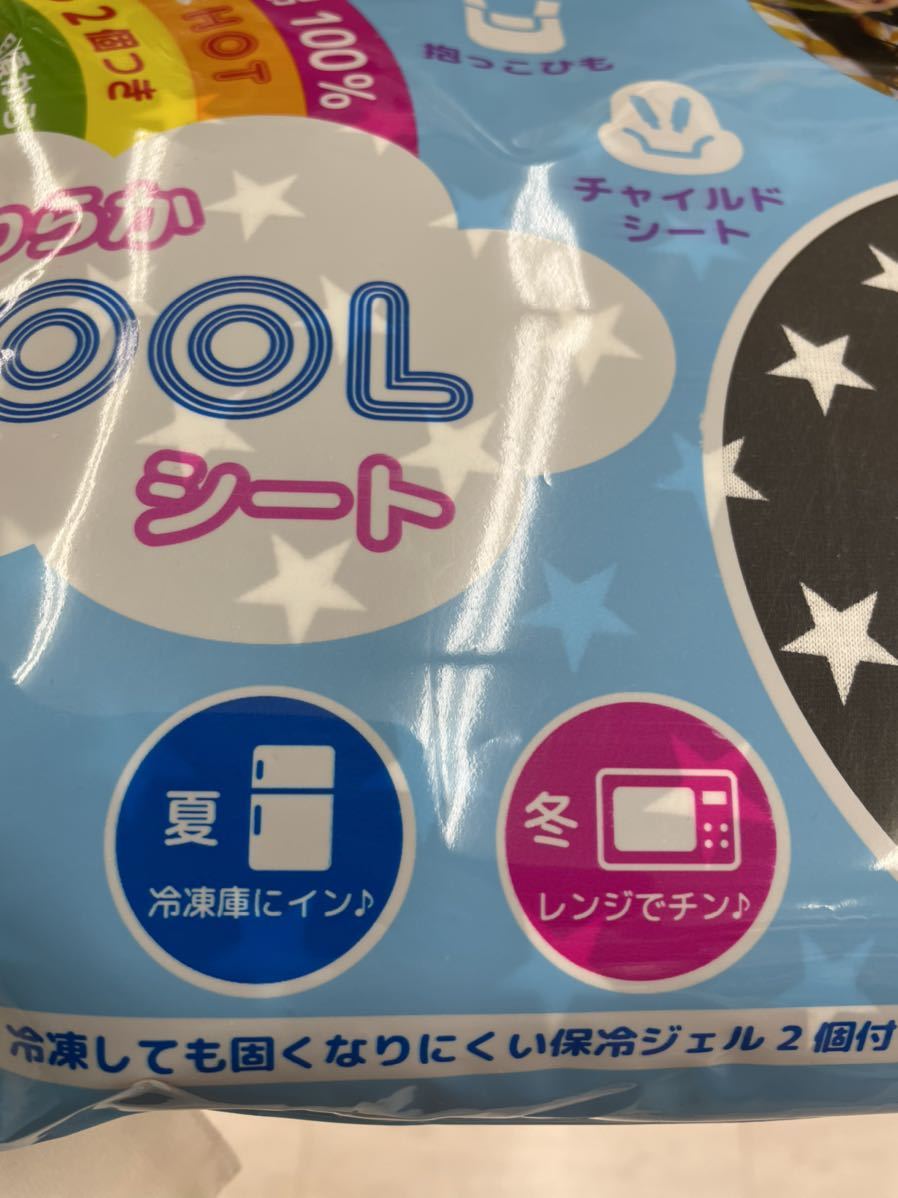 2個つき
HOT
100%
抱っこひも
チャイルド
シート
らか
OOL
シート
夏
冷凍庫にイン♪
冬
レンジでチン♪
冷凍しても固くなりにくい保冷ジェル2個付